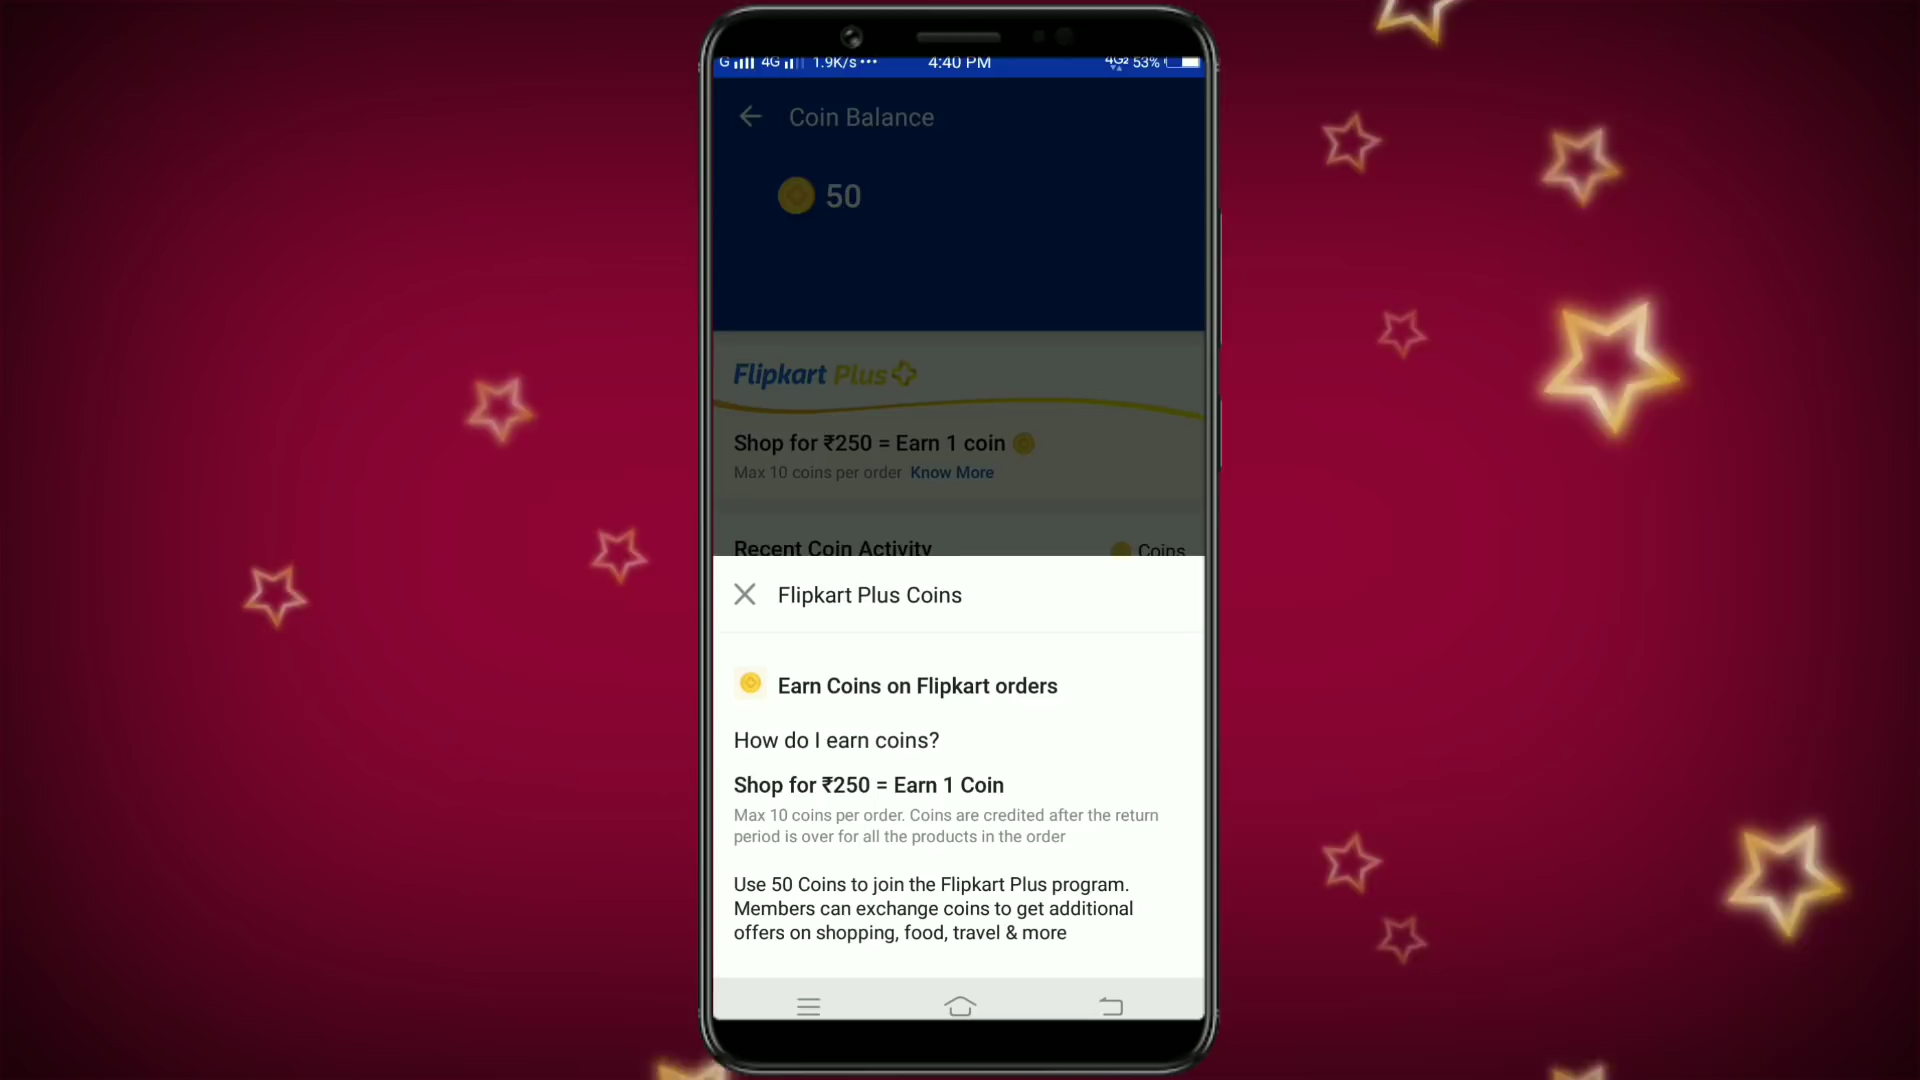 G 4G 1.9K/s ••• 4:40 PM 4G2 53%
Coin Balance
50
Flipkart Plus
Shop for ₹250 = Earn 1 coin
Max 10 coins per order Know More
Recent Coin Activity Coins
Flipkart Plus Coins
Earn Coins on Flipkart orders
How do I earn coins?
Shop for ₹250 = Earn 1 Coin
Max 10 coins per order. Coins are credited after the return
period is over for all the products in the order
Use 50 Coins to join the Flipkart Plus program.
Members can exchange coins to get additional
offers on shopping, food, travel & more